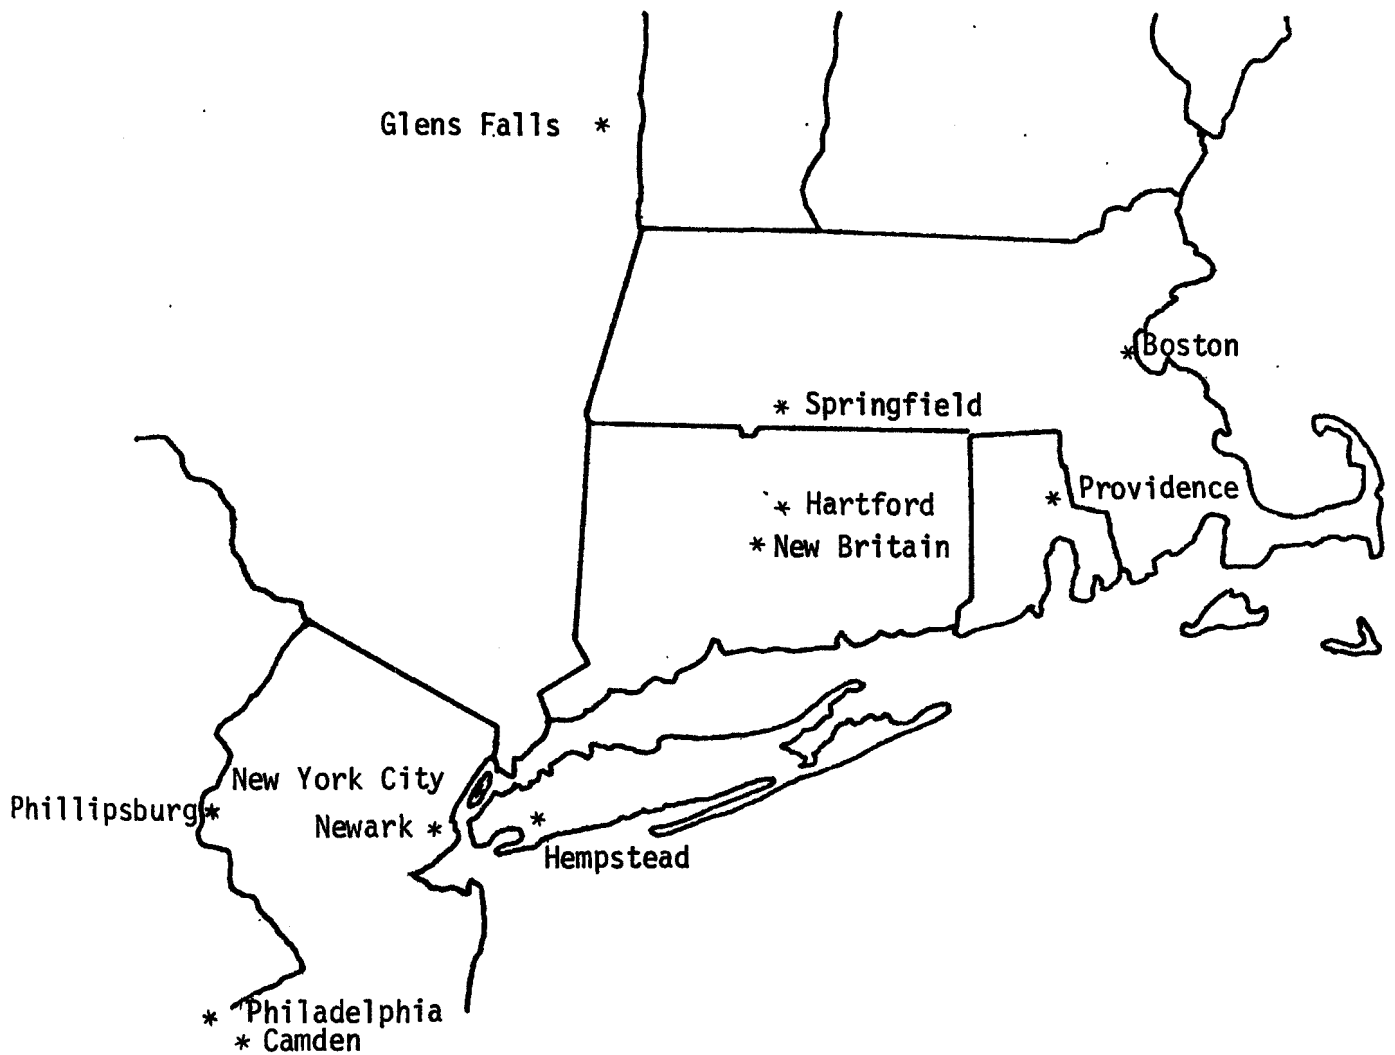 Glens Falls *
* Boston
* Springfield
* Providence
* Hartford
* New Britain
New York City *
Phillipsburg *
Newark *
* Hempstead
* Philadelphia
* Camden